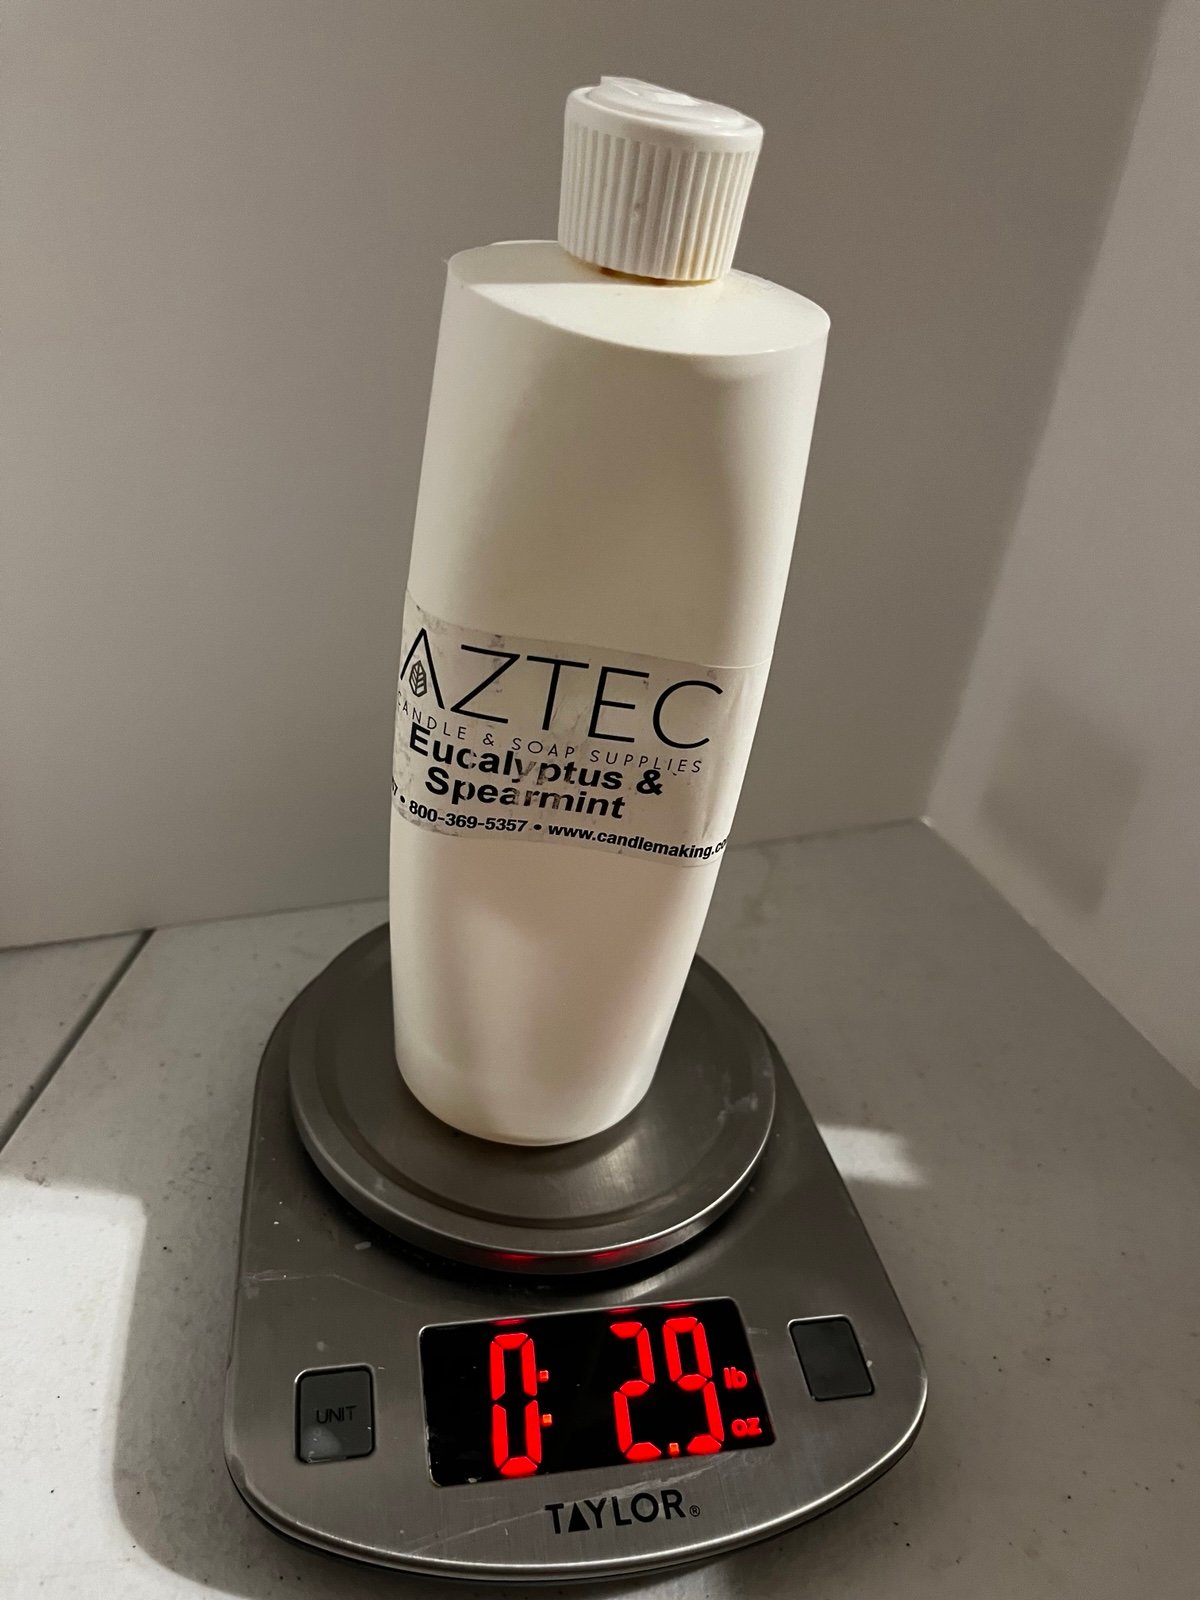 AZTEC
CANDLE & SOAP SUPPLIES
Eucalyptus &
Spearmint
7 • 800-369-5357 • www.candlemaking.co
0: 2.9 lb oz
UNIT
TAYLOR®